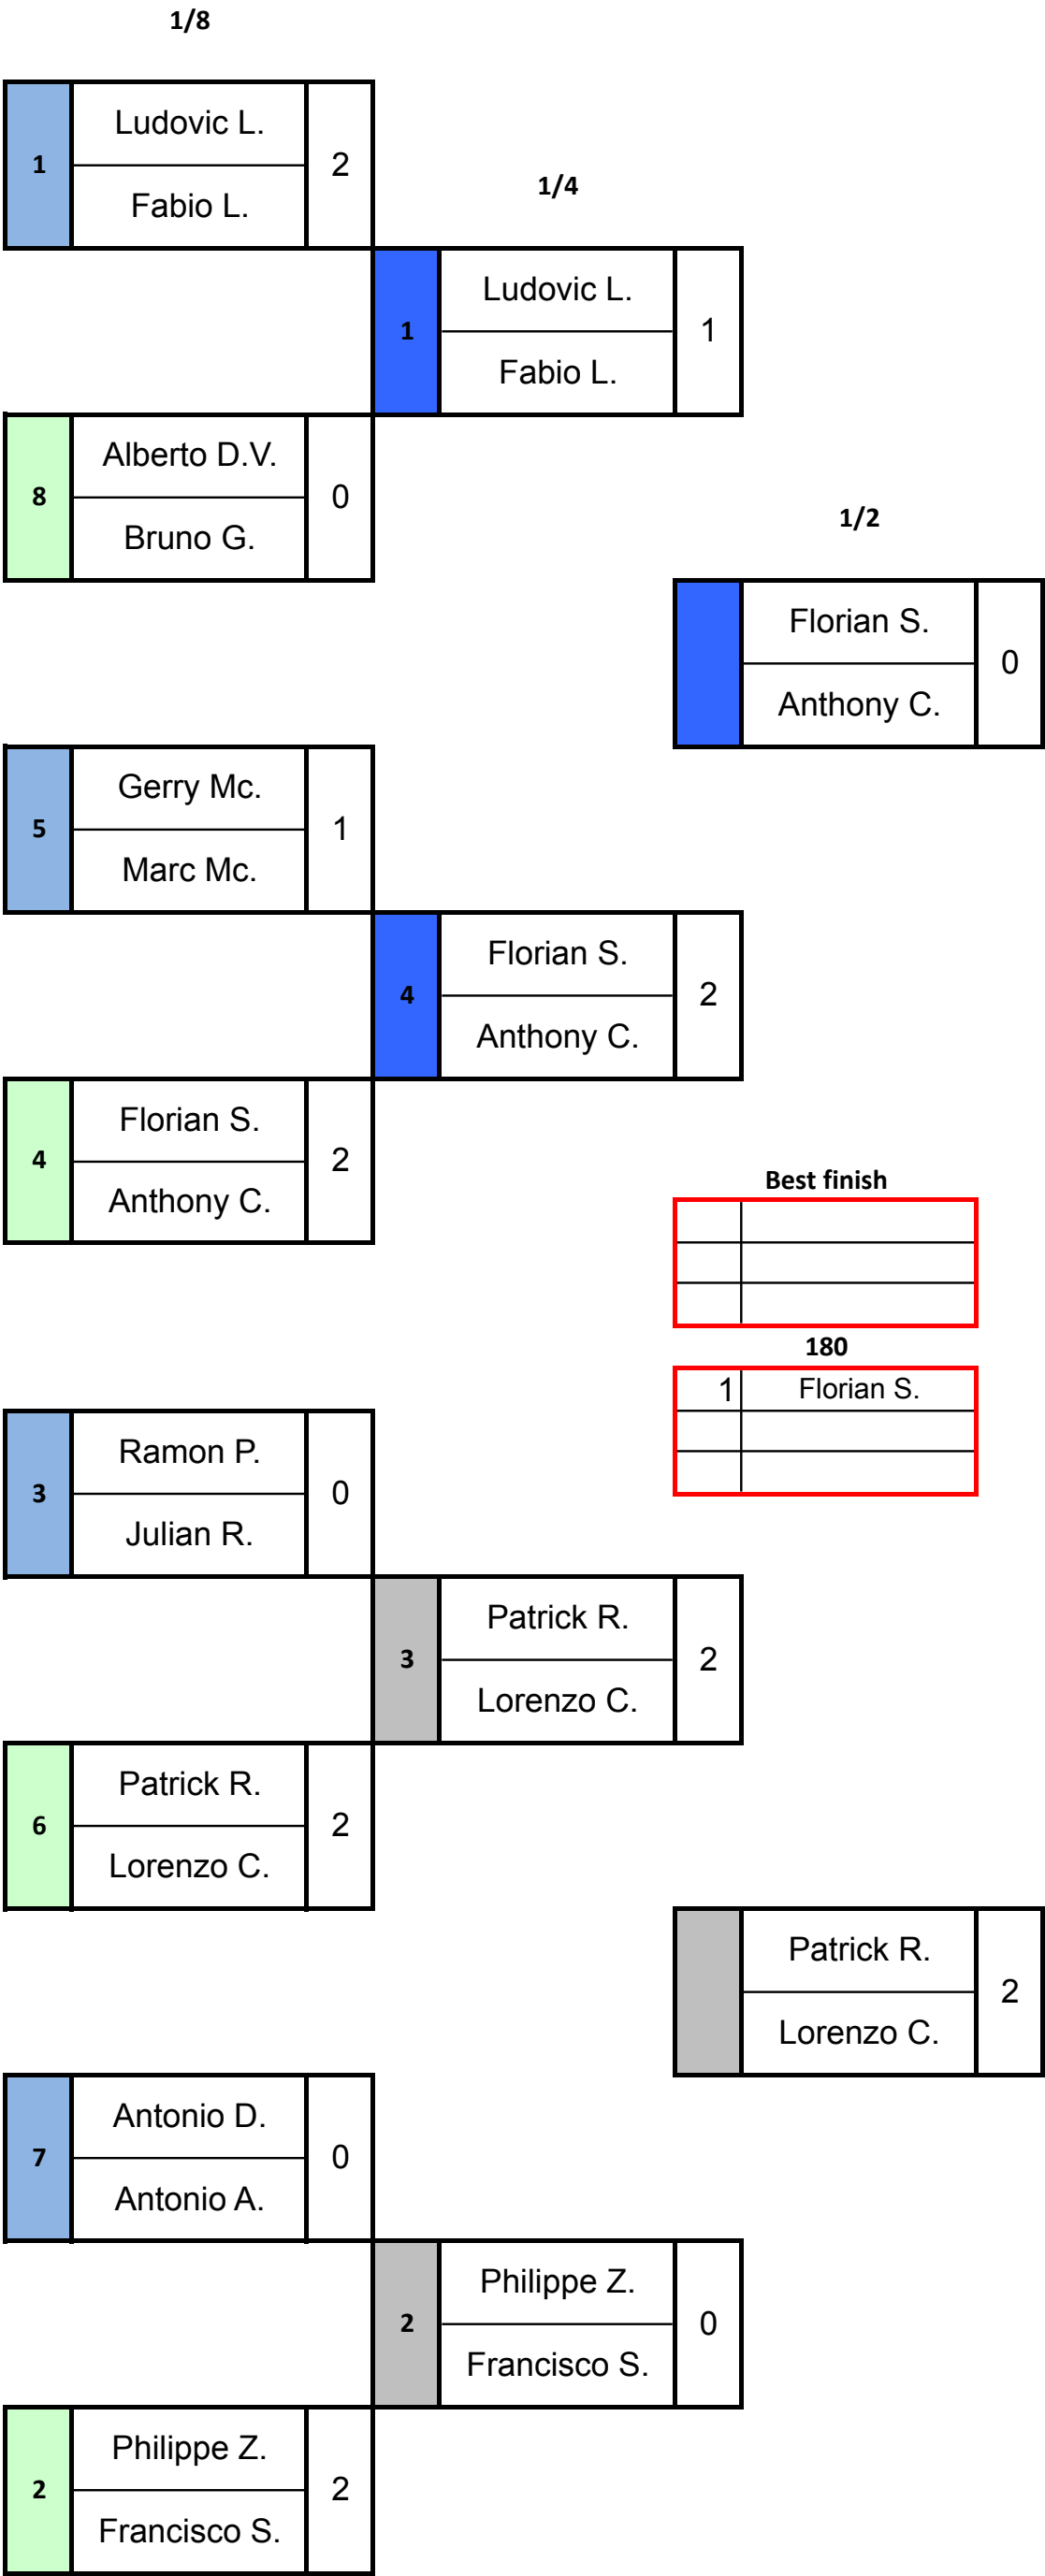 1/8
1
Ludovic L.
Fabio L.
2
1/4
1
Ludovic L.
Fabio L.
1
8
Alberto D.V.
Bruno G.
0
1/2
Florian S.
Anthony C.
0
5
Gerry Mc.
Marc Mc.
1
4
Florian S.
Anthony C.
2
4
Florian S.
Anthony C.
2
Best finish
180
1 Florian S.
3
Ramon P.
Julian R.
0
3
Patrick R.
Lorenzo C.
2
6
Patrick R.
Lorenzo C.
2
Patrick R.
Lorenzo C.
2
7
Antonio D.
Antonio A.
0
2
Philippe Z.
Francisco S.
0
2
Philippe Z.
Francisco S.
2